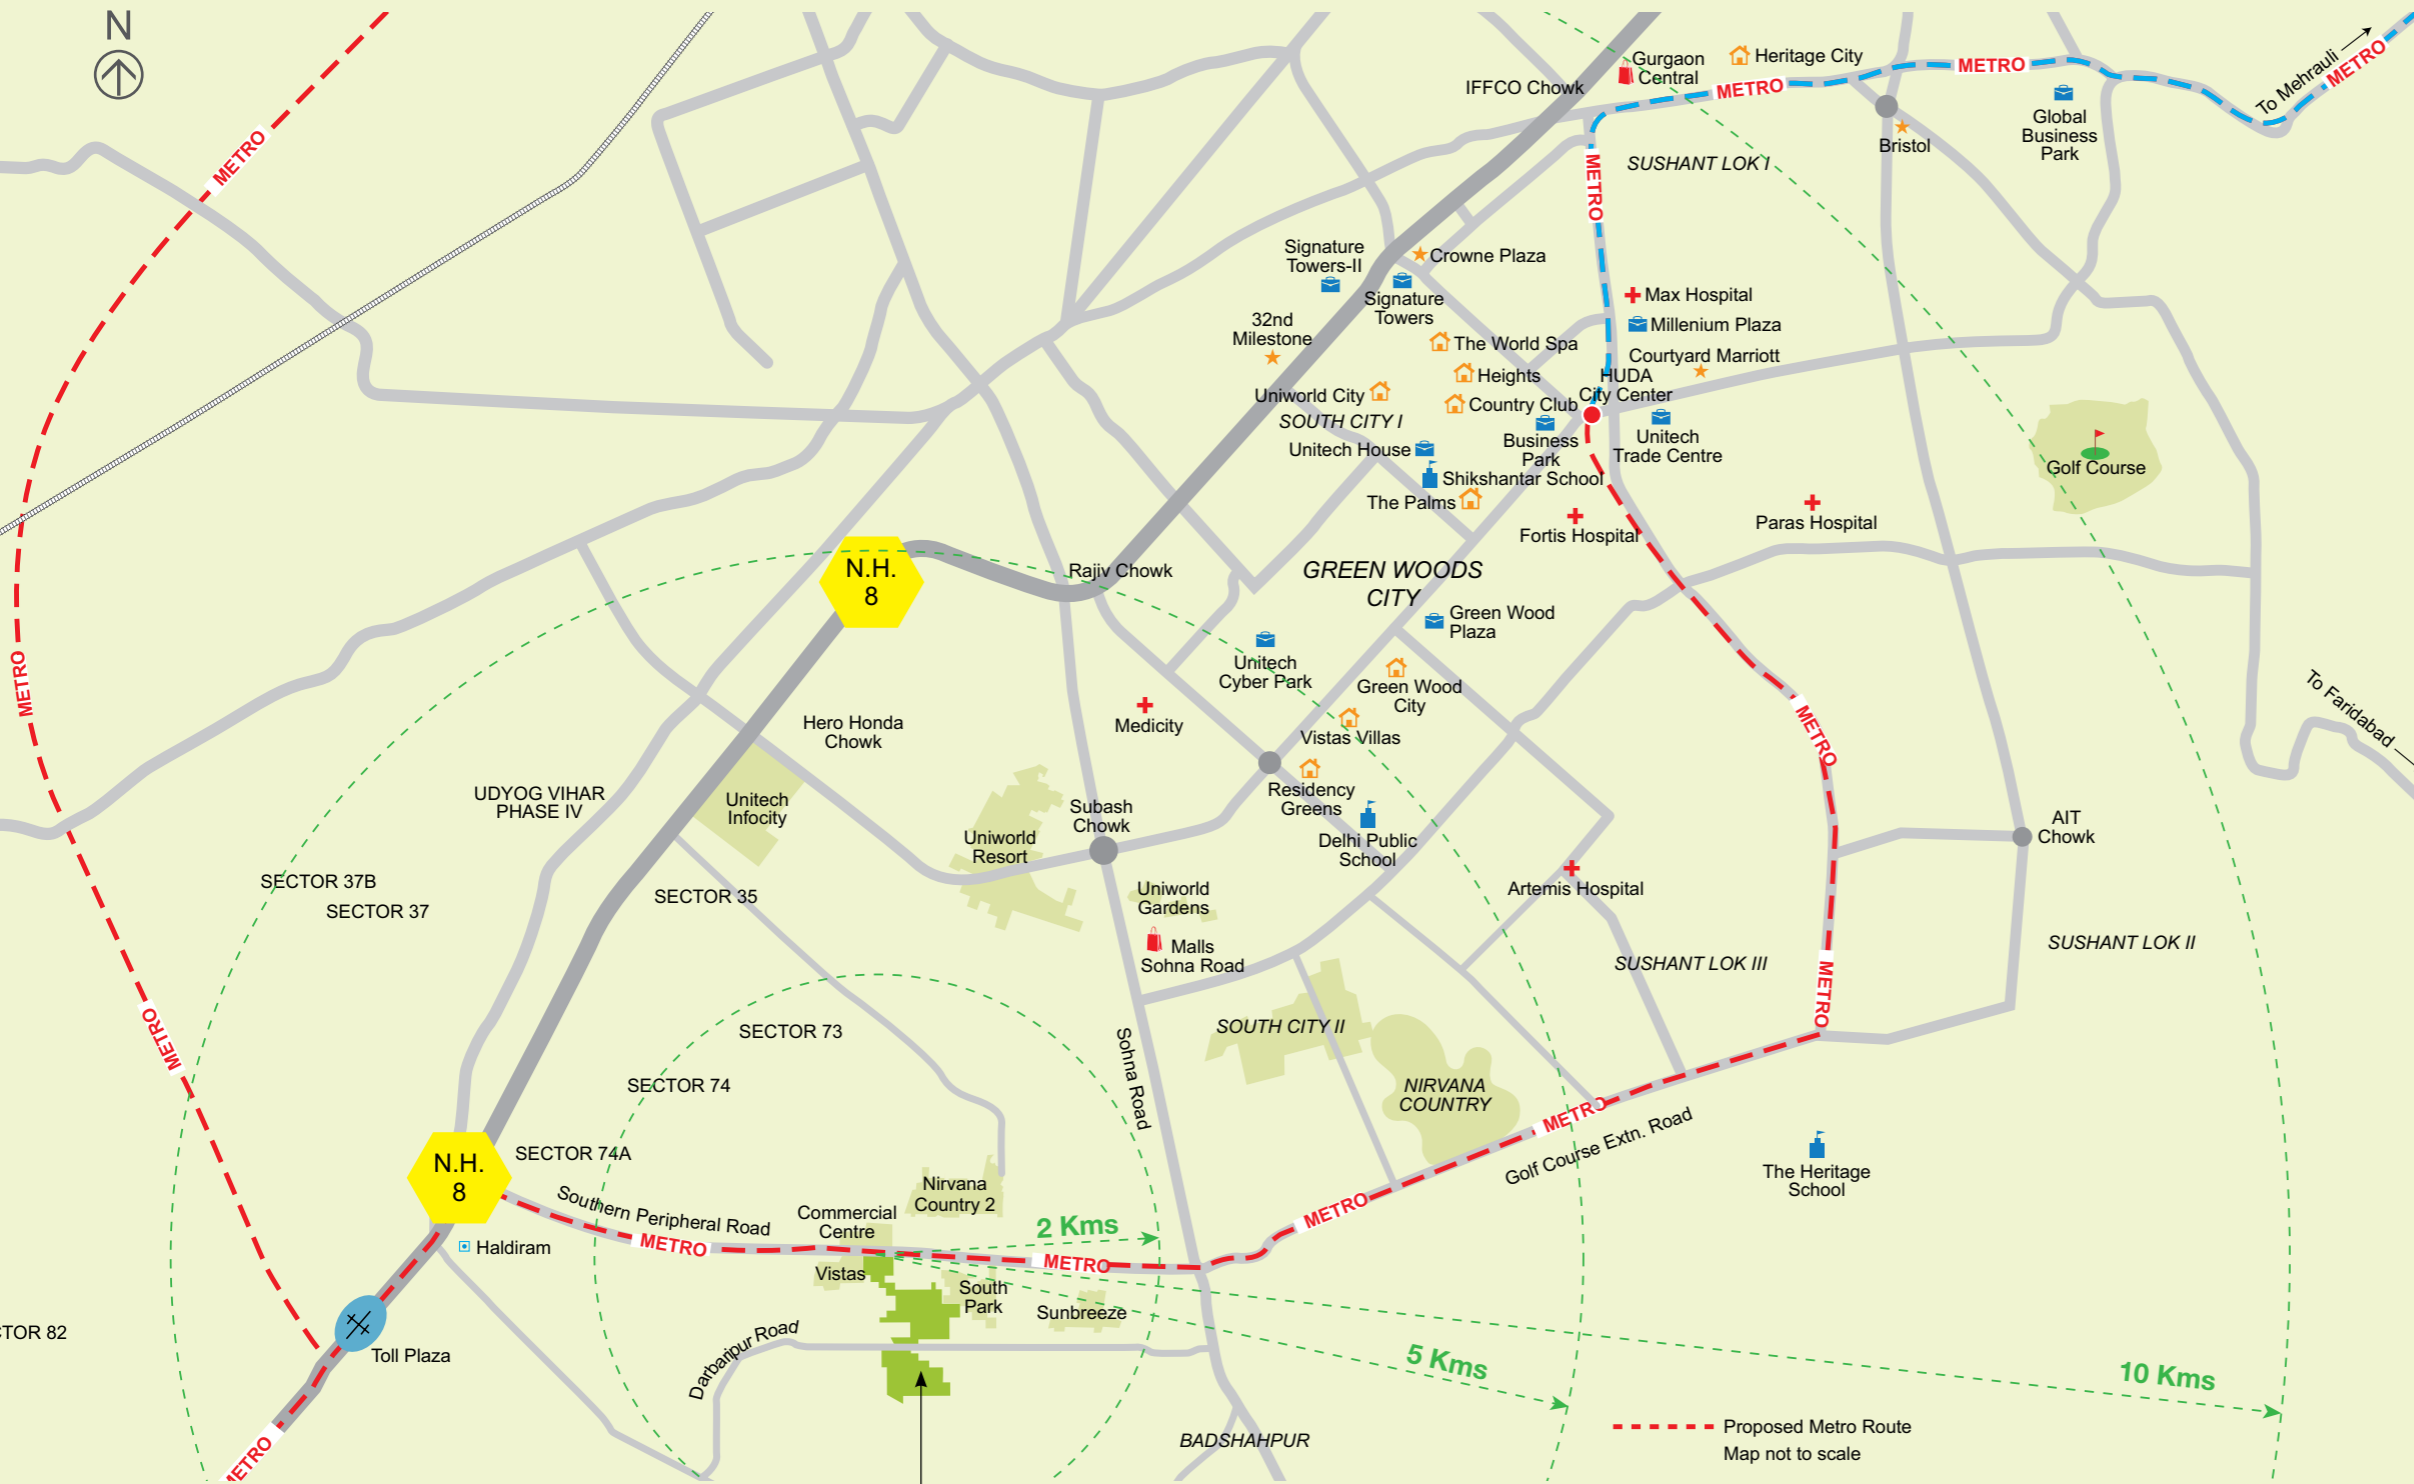 N
METRO
IFFCO Chowk
Gurgaon
Central
Heritage City
METRO
METRO
To Mehrauli
METRO
Global
Business
Park
Bristol
METRO
SUSHANT LOK I
Signature
Towers-II
Crowne Plaza
Signature
Towers
Max Hospital
Millenium Plaza
32nd
Milestone
The World Spa
Courtyard Marriott
Heights
HUDA
City Center
Uniworld City
Country Club
SOUTH CITY I
Business
Park
Unitech
Trade Centre
Unitech House
Shikshantar School
The Palms
Golf Course
Fortis Hospital
Paras Hospital
N.H.
8
Rajiv Chowk
GREEN WOODS
CITY
Green Wood
Plaza
METRO
Unitech
Cyber Park
Green Wood
City
To Faridabad
Medicity
Hero Honda
Chowk
Vistas Villas
METRO
UDYOG VIHAR
PHASE IV
Unitech
Infocity
Residency
Greens
Subash
Chowk
Uniworld
Resort
Delhi Public
School
AIT
Chowk
SECTOR 37B
SECTOR 37
SECTOR 35
Uniworld
Gardens
Artemis Hospital
Malls
Sohna Road
SUSHANT LOK III
SUSHANT LOK II
METRO
METRO
METRO
SECTOR 73
SOUTH CITY II
Sohna Road
SECTOR 74
NIRVANA
COUNTRY
METRO
Golf Course Extn. Road
SECTOR 74A
N.H.
8
The Heritage
School
Nirvana
Country 2
Southern Peripheral Road
Commercial
Centre
METRO
2 Kms
Haldiram
METRO
METRO
Vistas
South
Park
Sunbreeze
CTOR 82
Toll Plaza
Darbaripur Road
5 Kms
10 Kms
METRO
BADSHAHPUR
Proposed Metro Route
Map not to scale